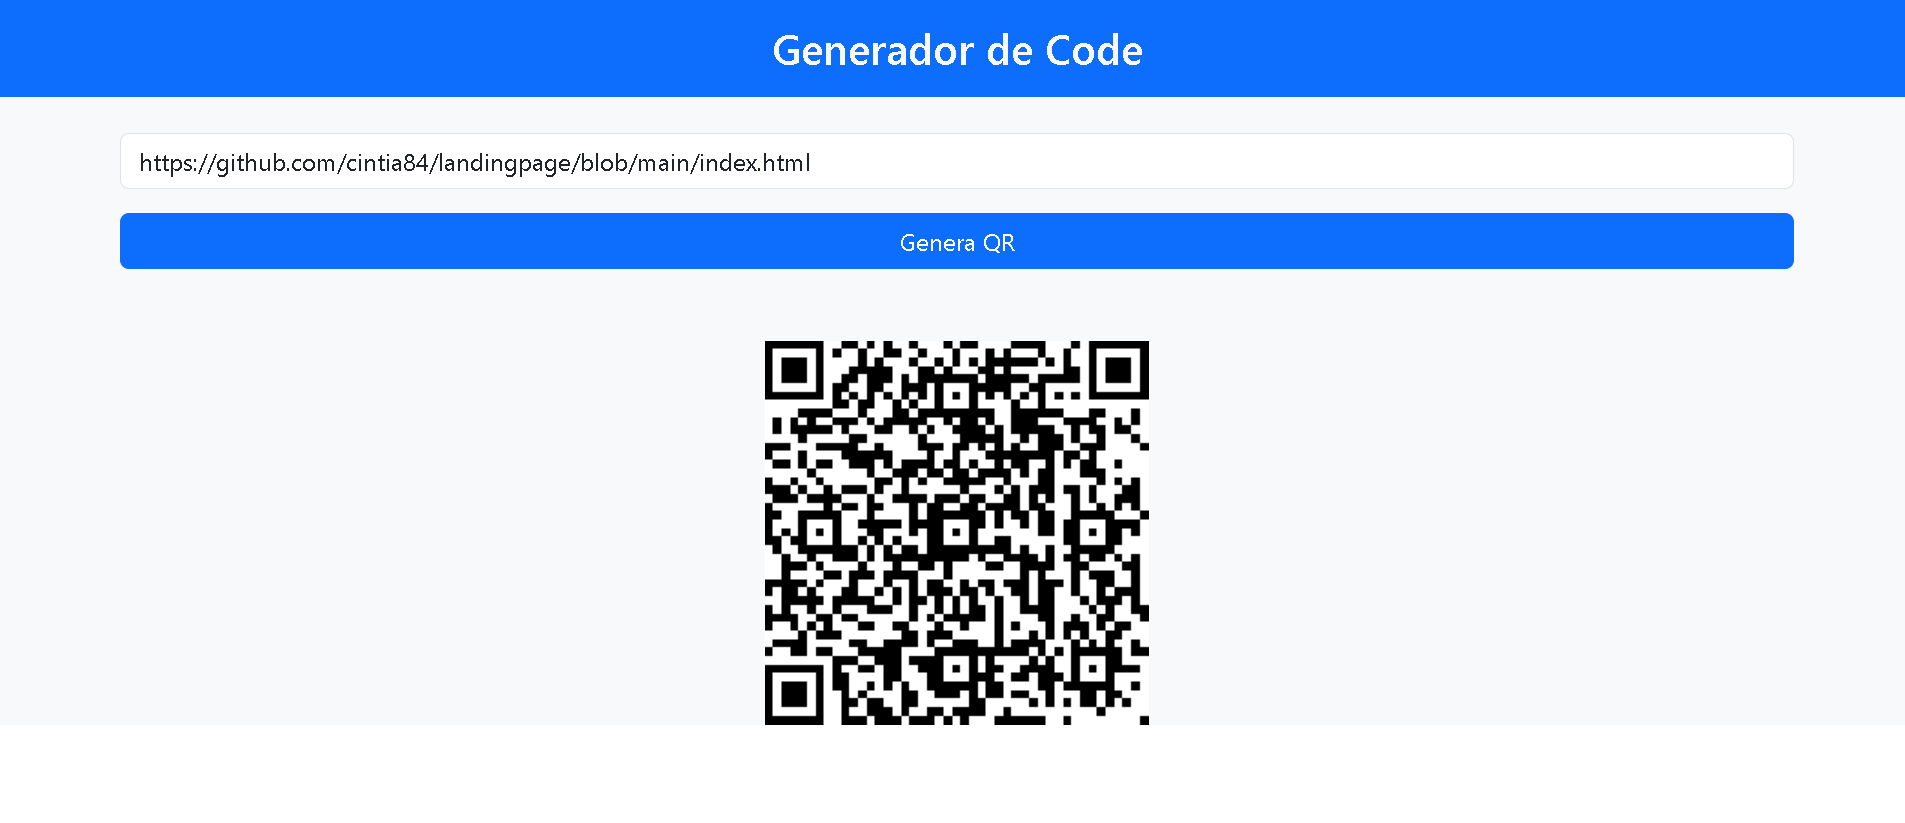 Generador de Code
https://github.com/cintia84/landingpage/blob/main/index.html
Genera QR